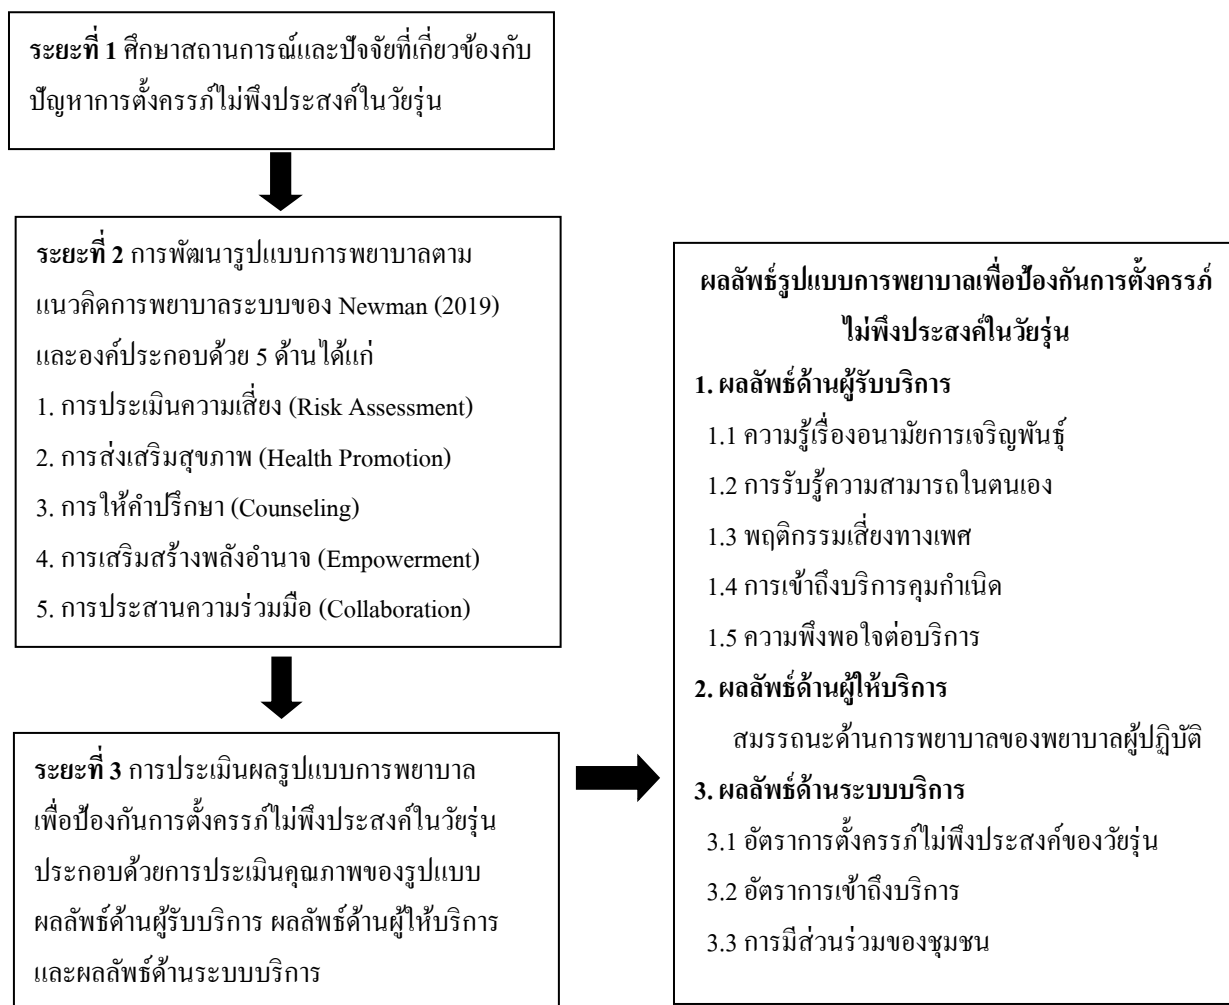 ระยะที่ 1 ศึกษาสถานการณ์และปัจจัยที่เกี่ยวข้องกับ
ปัญหาการตั้งครรภ์ไม่พึงประสงค์ในวัยรุ่น
ระยะที่ 2 การพัฒนารูปแบบการพยาบาลตาม
แนวคิดการพยาบาลระบบของ Newman (2019)
และองค์ประกอบด้วย 5 ด้านได้แก่
1. การประเมินความเสี่ยง (Risk Assessment)
2. การส่งเสริมสุขภาพ (Health Promotion)
3. การให้คำปรึกษา (Counseling)
4. การเสริมสร้างพลังอำนาจ (Empowerment)
5. การประสานความร่วมมือ (Collaboration)
ระยะที่ 3 การประเมินผลรูปแบบการพยาบาล
เพื่อป้องกันการตั้งครรภ์ไม่พึงประสงค์ในวัยรุ่น
ประกอบด้วยการประเมินคุณภาพของรูปแบบ
ผลลัพธ์ด้านผู้รับบริการ ผลลัพธ์ด้านผู้ให้บริการ
และผลลัพธ์ด้านระบบบริการ
ผลลัพธ์รูปแบบการพยาบาลเพื่อป้องกันการตั้งครรภ์
ไม่พึงประสงค์ในวัยรุ่น
1. ผลลัพธ์ด้านผู้รับบริการ
1.1 ความรู้เรื่องอนามัยการเจริญพันธุ์
1.2 การรับรู้ความสามารถในตนเอง
1.3 พฤติกรรมเสี่ยงทางเพศ
1.4 การเข้าถึงบริการคุมกำเนิด
1.5 ความพึงพอใจต่อบริการ
2. ผลลัพธ์ด้านผู้ให้บริการ
สมรรถนะด้านการพยาบาลของพยาบาลผู้ปฏิบัติ
3. ผลลัพธ์ด้านระบบบริการ
3.1 อัตราการตั้งครรภ์ไม่พึงประสงค์ของวัยรุ่น
3.2 อัตราการเข้าถึงบริการ
3.3 การมีส่วนร่วมของชุมชน